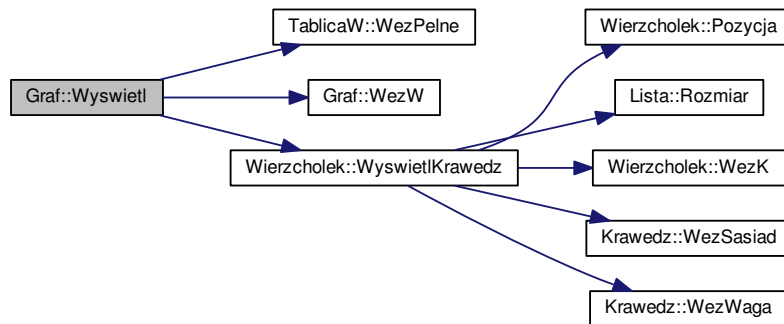 Graf::Wyswietl
TablicaW::WezPelne
Graf::WezW
Wierzcholek::WyswietlKrawedz
Wierzcholek::Pozycja
Lista::Rozmiar
Wierzcholek::WezK
Krawedz::WezSasiad
Krawedz::WezWaga